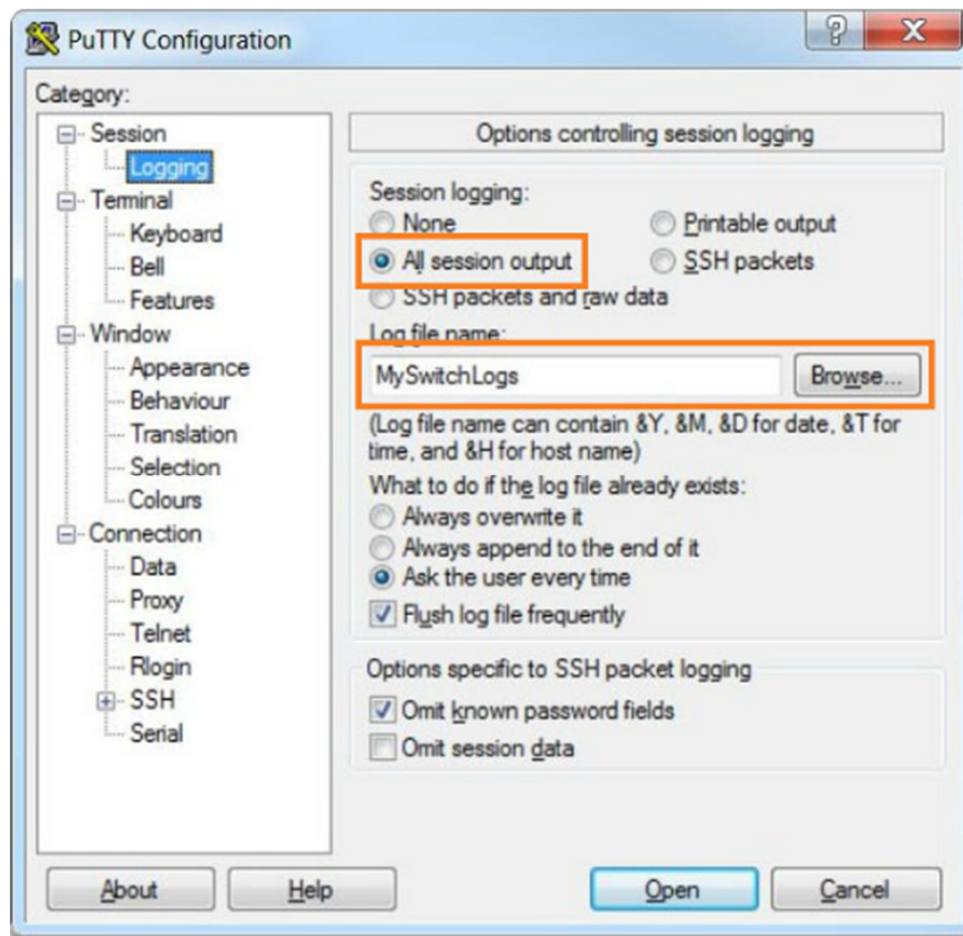 PuTTY Configuration
Category:
Session
Logging
Terminal
Keyboard
Bell
Features
Window
Appearance
Behaviour
Translation
Selection
Colours
Connection
Data
Proxy
Telnet
Rlogin
SSH
Serial
Options controlling session logging
Session logging:
None
Printable output
All session output
SSH packets
SSH packets and raw data
Log file name:
MySwitchLogs
Browse...
(Log file name can contain &Y, &M, &D for date, &T for
time, and &H for host name)
What to do if the log file already exists:
Always overwrite it
Always append to the end of it
Ask the user every time
Flush log file frequently
Options specific to SSH packet logging
Omit known password fields
Omit session data
About
Help
Open
Cancel